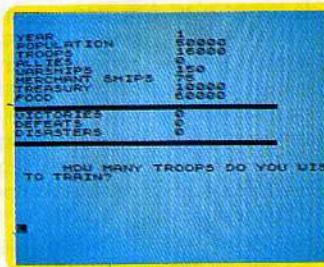 YEAR 1
POPULATION 50000
TROOPS 16000
ALLIES 0
WARSHIPS 150
MERCHANT SHIPS 75
TREASURY 10000
FOOD 60000
VICTORIES 0
DEFEATS 0
DISASTERS 0
HOW MANY TROOPS DO YOU WIS
TO TRAIN?